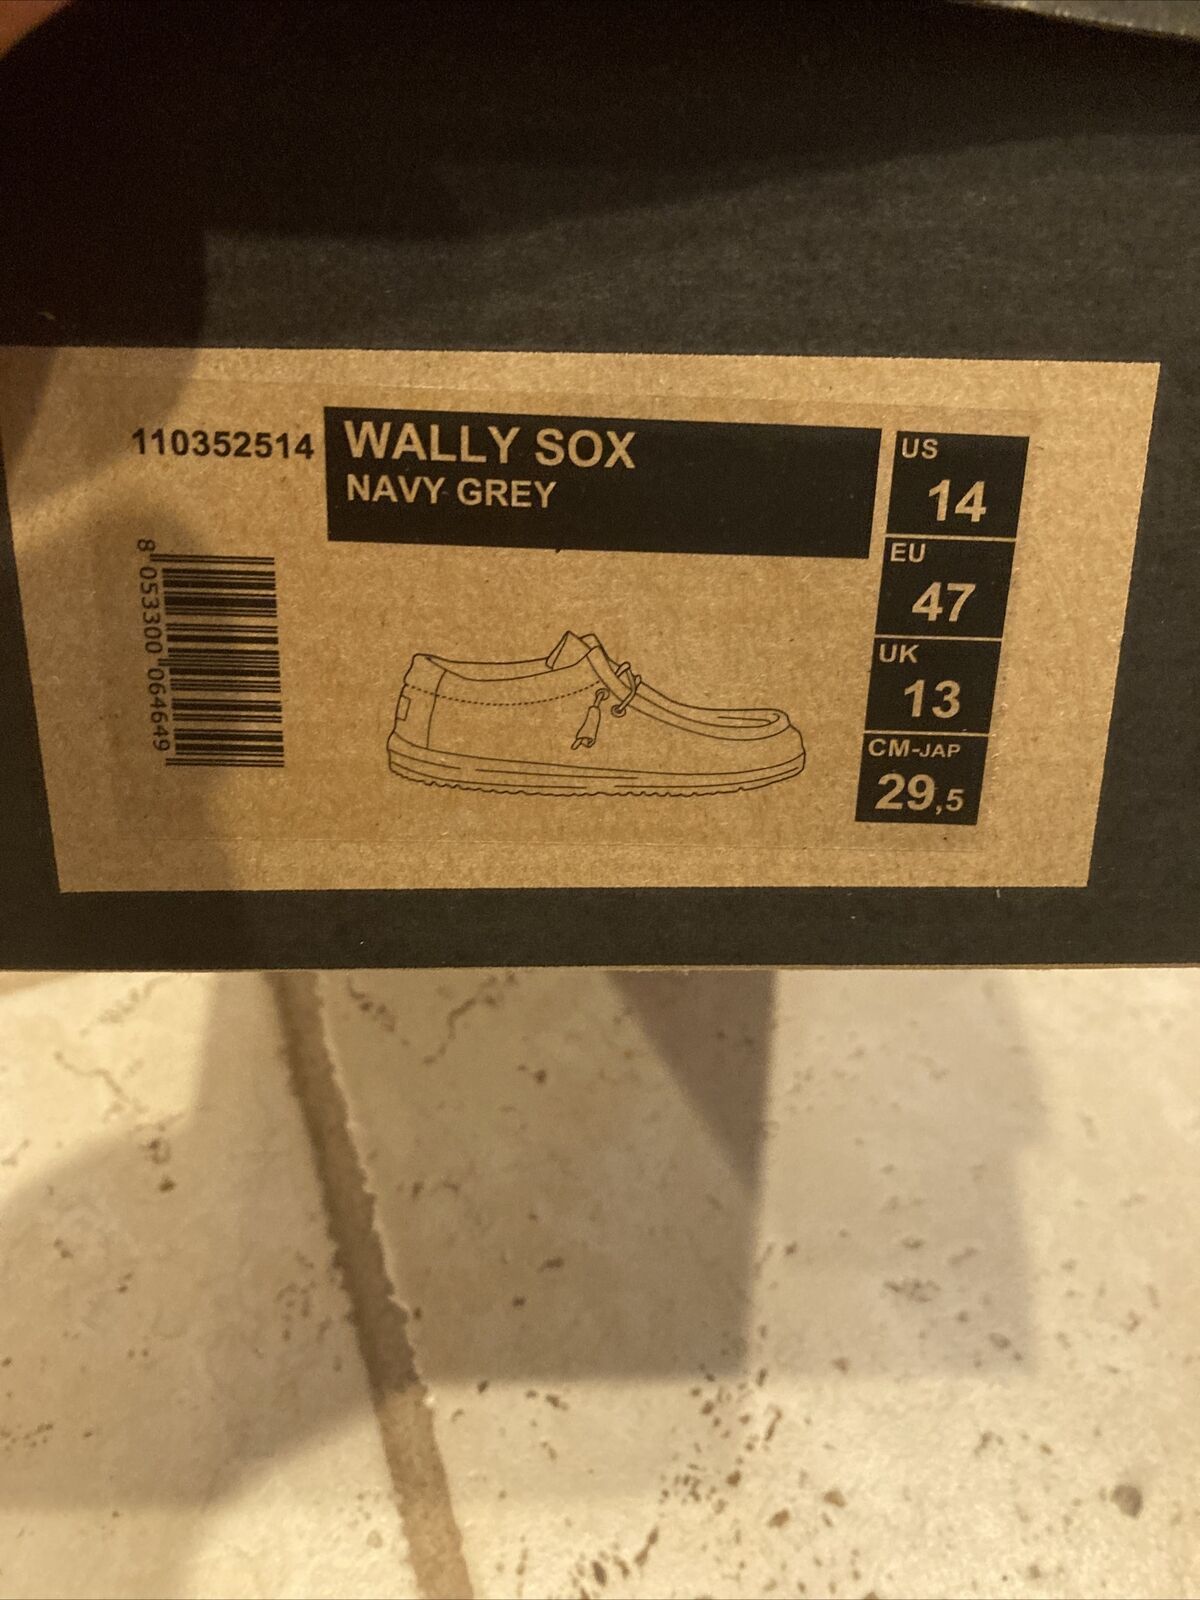 110352514
WALLY SOX
NAVY GREY
8 053300 064649
US
14
EU
47
UK
13
CM-JAP
29,5